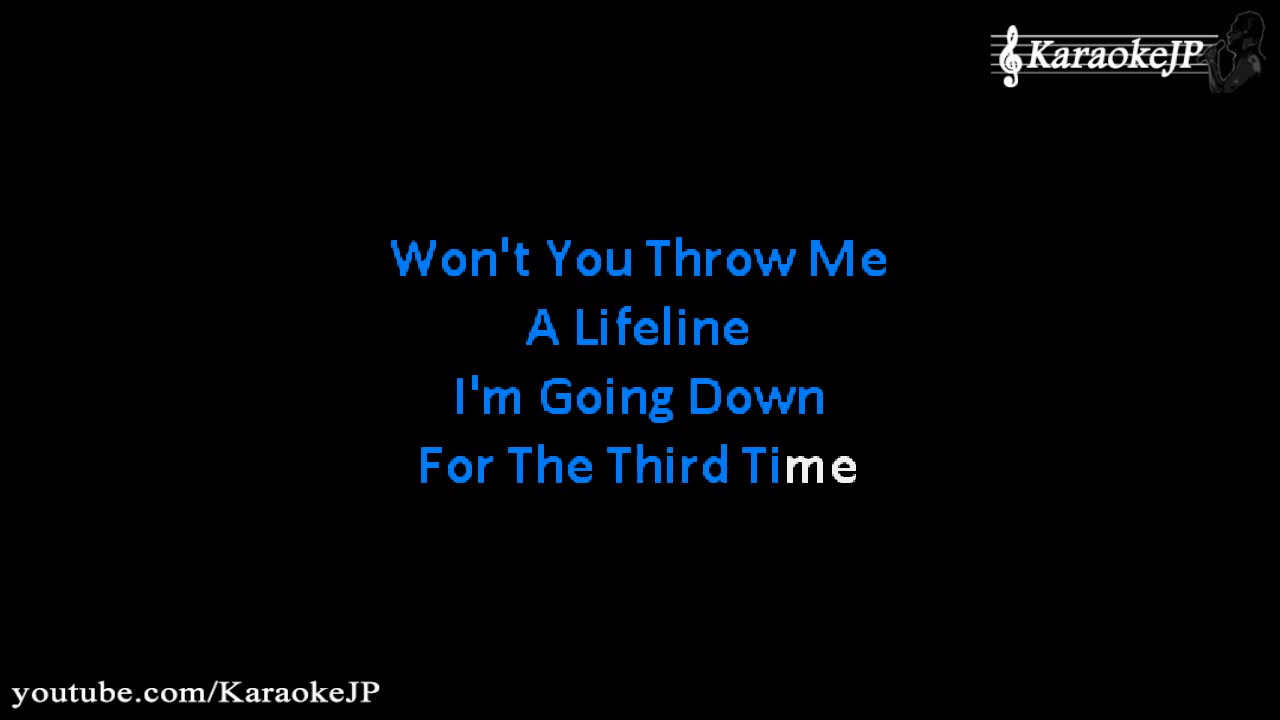 KaraokeJP
Won't You Throw Me
A Lifeline
I'm Going Down
For The Third Time
youtube.com/KaraokeJP